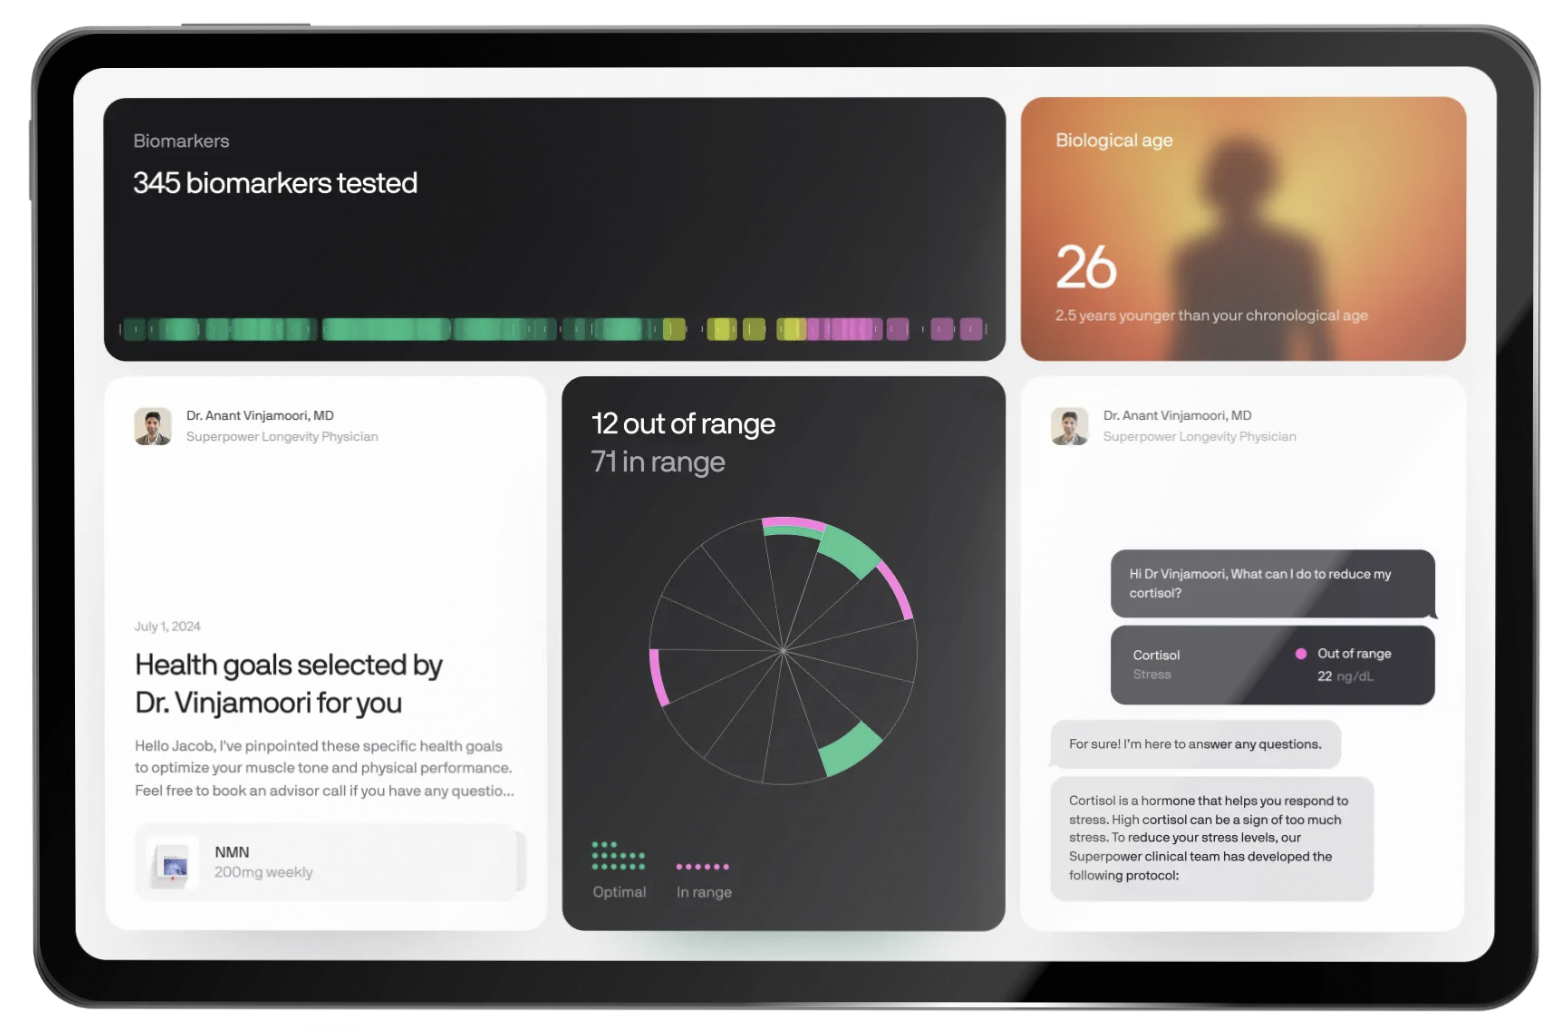 Biomarkers
345 biomarkers tested
Biological age
26
2.5 years younger than your chronological age
Dr. Anant Vinjamoori, MD
Superpower Longevity Physician
July 1, 2024
Health goals selected by
Dr. Vinjamoori for you
Hello Jacob, I've pinpointed these specific health goals
to optimize your muscle tone and physical performance.
Feel free to book an advisor call if you have any questio...
NMN
200mg weekly
12 out of range
71 in range
Optimal
In range
Dr. Anant Vinjamoori, MD
Superpower Longevity Physician
Hi Dr Vinjamoori, What can I do to reduce my
cortisol?
Cortisol
Stress
Out of range
22 ng/dL
For sure! I'm here to answer any questions.
Cortisol is a hormone that helps you respond to
stress. High cortisol can be a sign of too much
stress. To reduce your stress levels, our
Superpower clinical team has developed the
following protocol: